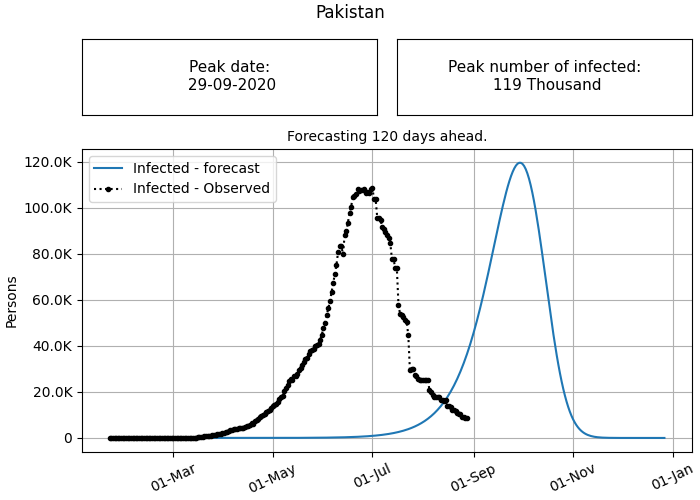 Pakistan
Peak date:
29-09-2020
Peak number of infected:
119 Thousand
Forecasting 120 days ahead.
Infected - forecast
Infected - Observed
120.0K
100.0K
80.0K
60.0K
40.0K
20.0K
0
Persons
01-Mar
01-May
01-Jul
01-Sep
01-Nov
01-Jan